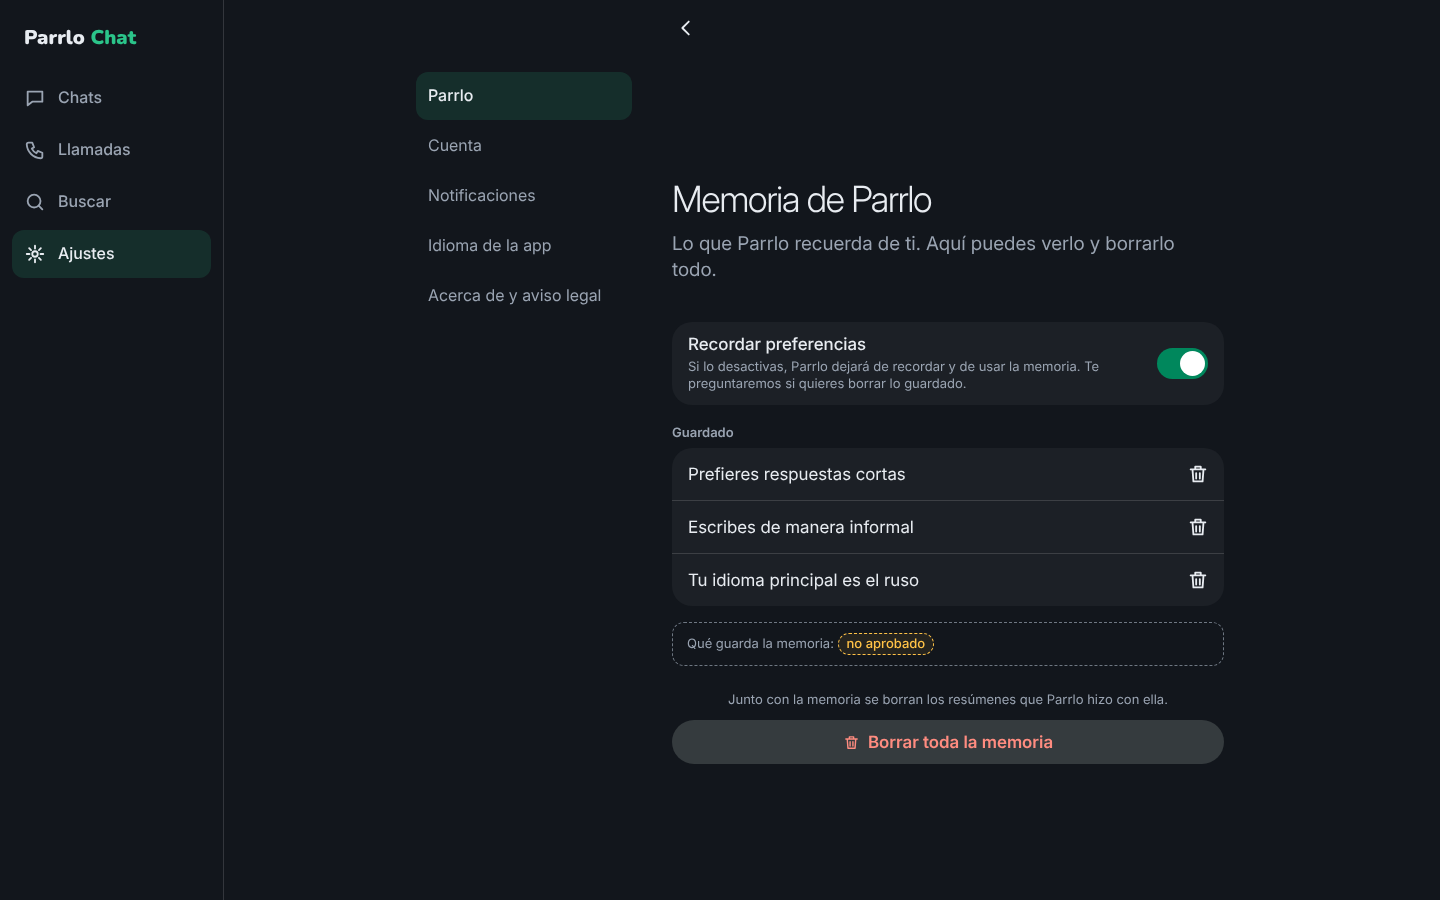 Parrlo Chat
Chats
Llamadas
Buscar
Ajustes
Parrlo
Cuenta
Notificaciones
Idioma de la app
Acerca de y aviso legal
Memoria de Parrlo
Lo que Parrlo recuerda de ti. Aquí puedes verlo y borrarlo
todo.
Recordar preferencias
Si lo desactivas, Parrlo dejará de recordar y de usar la memoria. Te
preguntaremos si quieres borrar lo guardado.
Guardado
Prefieres respuestas cortas
Escribes de manera informal
Tu idioma principal es el ruso
Qué guarda la memoria: no aprobado
Junto con la memoria se borran los resúmenes que Parrlo hizo con ella.
Borrar toda la memoria